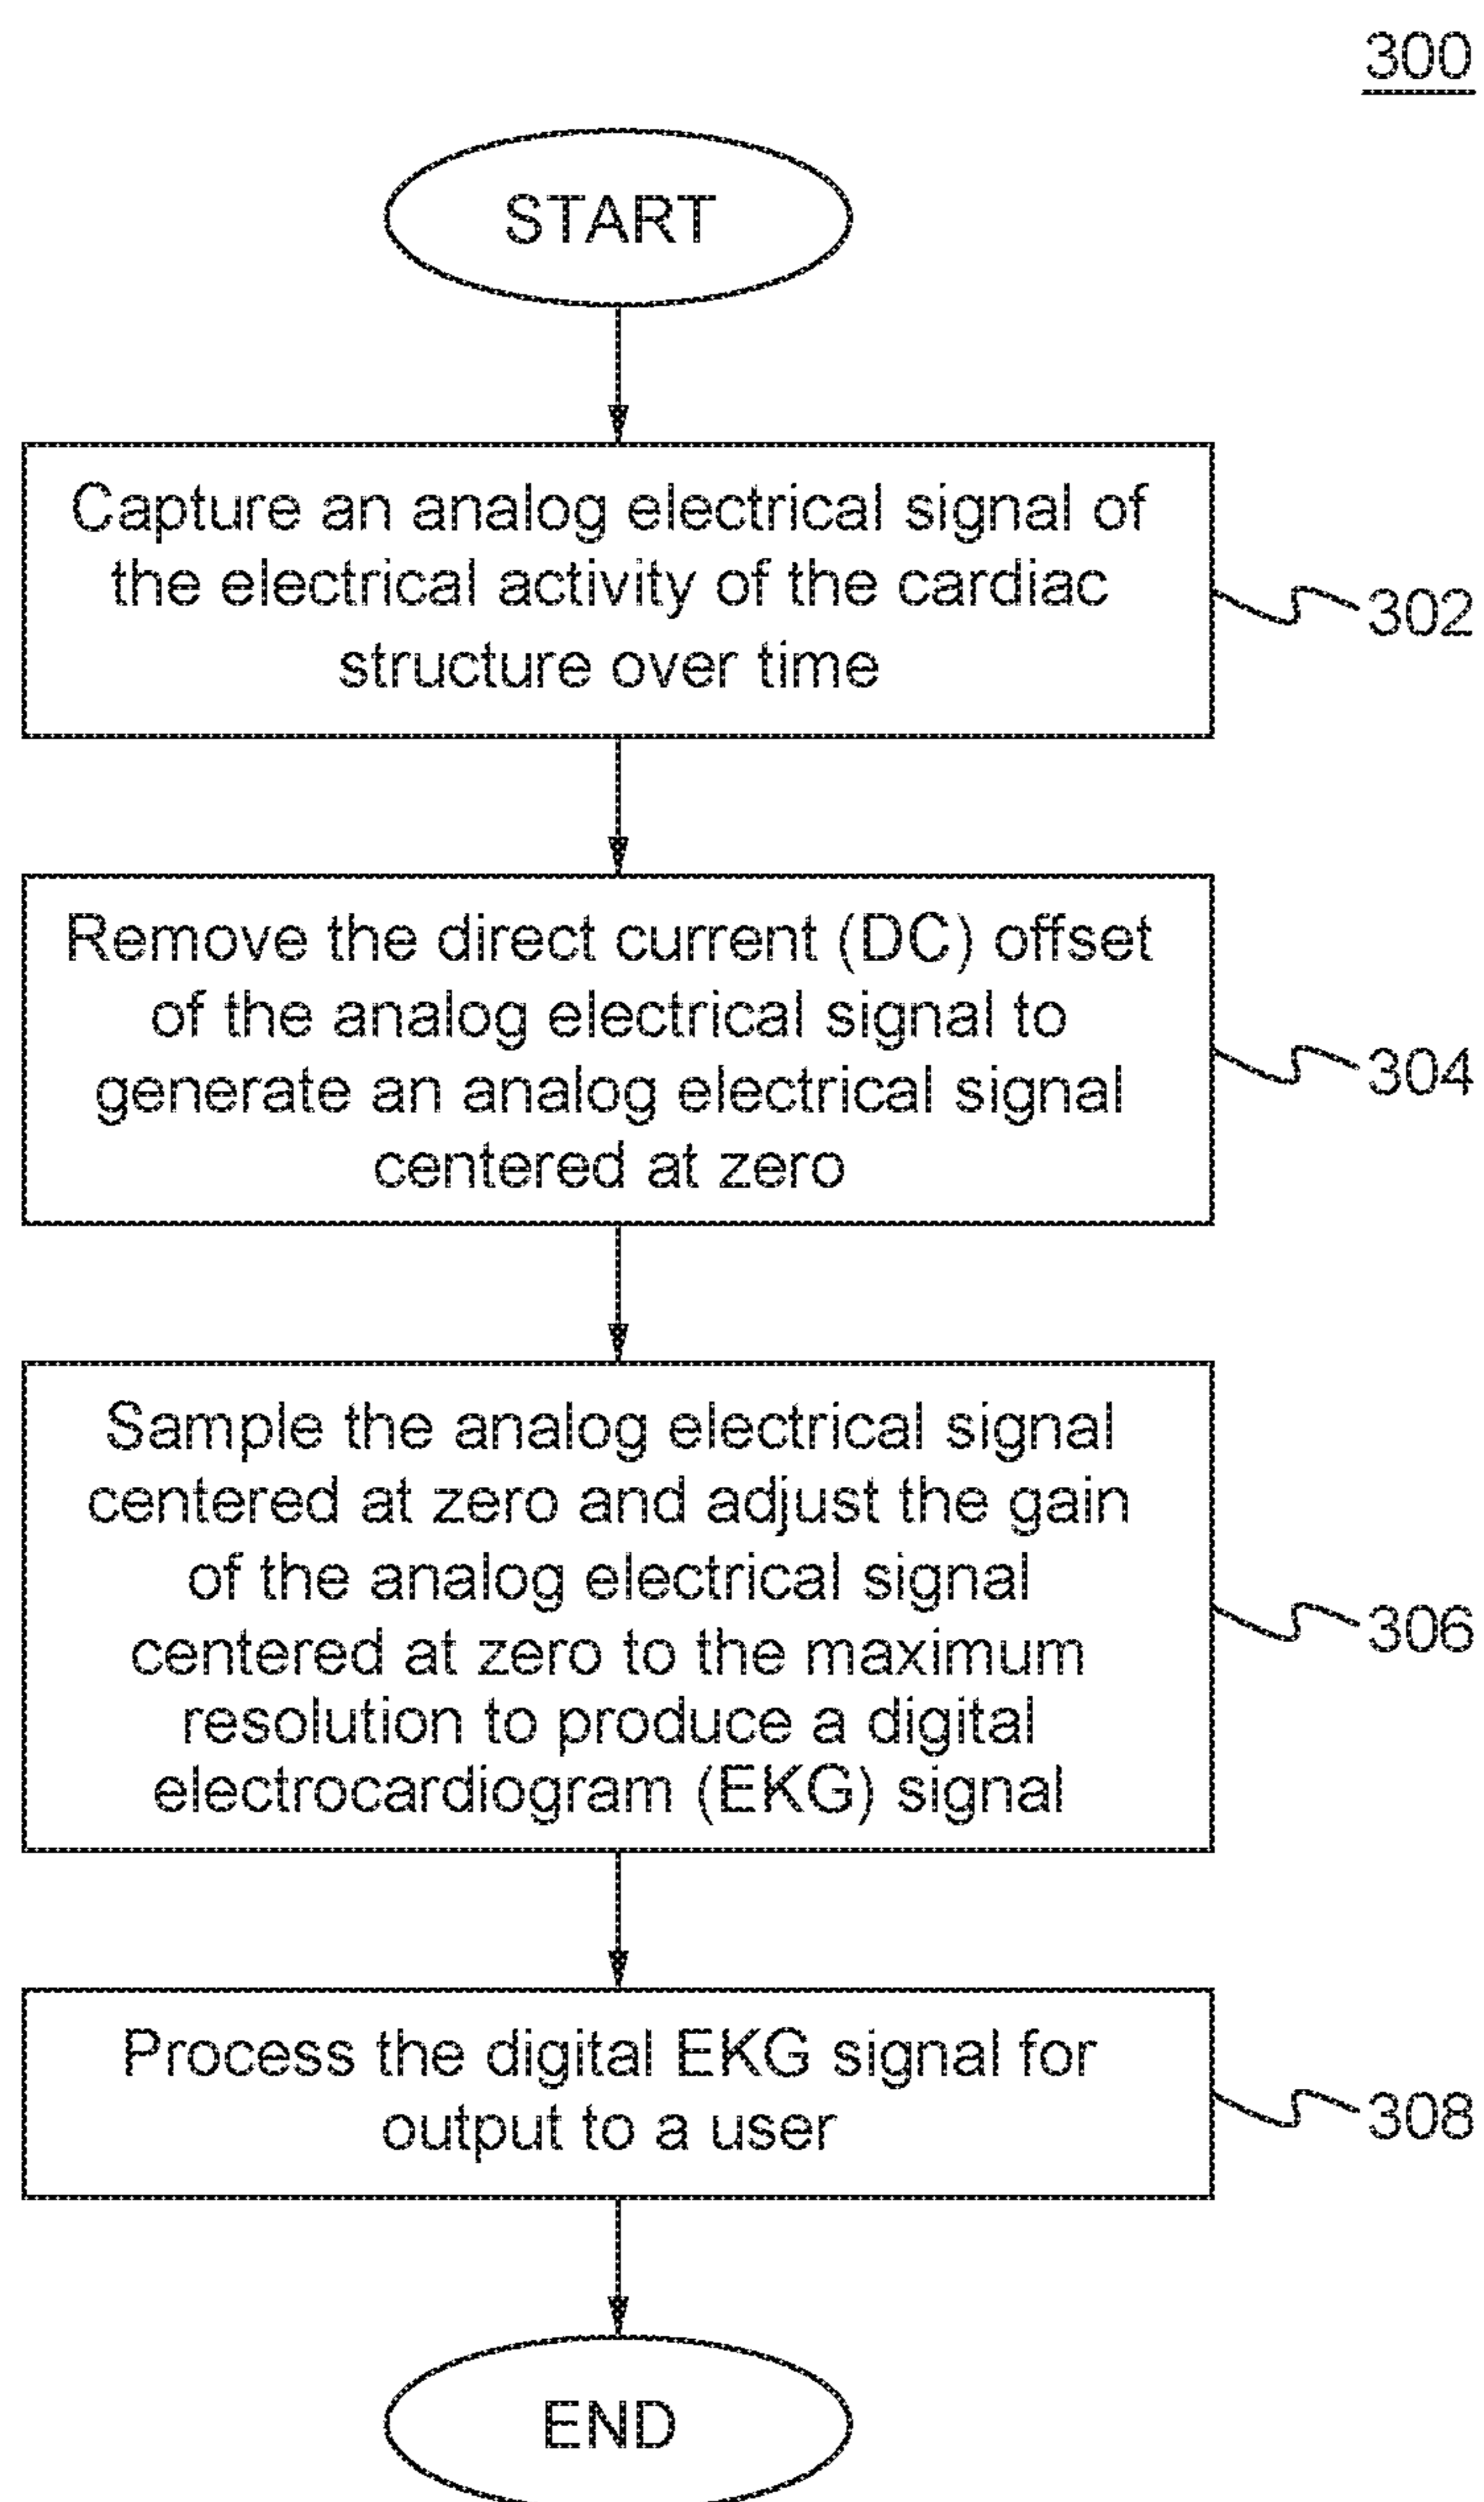 300
START
Capture an analog electrical signal of
the electrical activity of the cardiac
structure over time
302
Remove the direct current (DC) offset
of the analog electrical signal to
generate an analog electrical signal
centered at zero
304
Sample the analog electrical signal
centered at zero and adjust the gain
of the analog electrical signal
centered at zero to the maximum
resolution to produce a digital
electrocardiogram (EKG) signal
306
Process the digital EKG signal for
output to a user
308
END